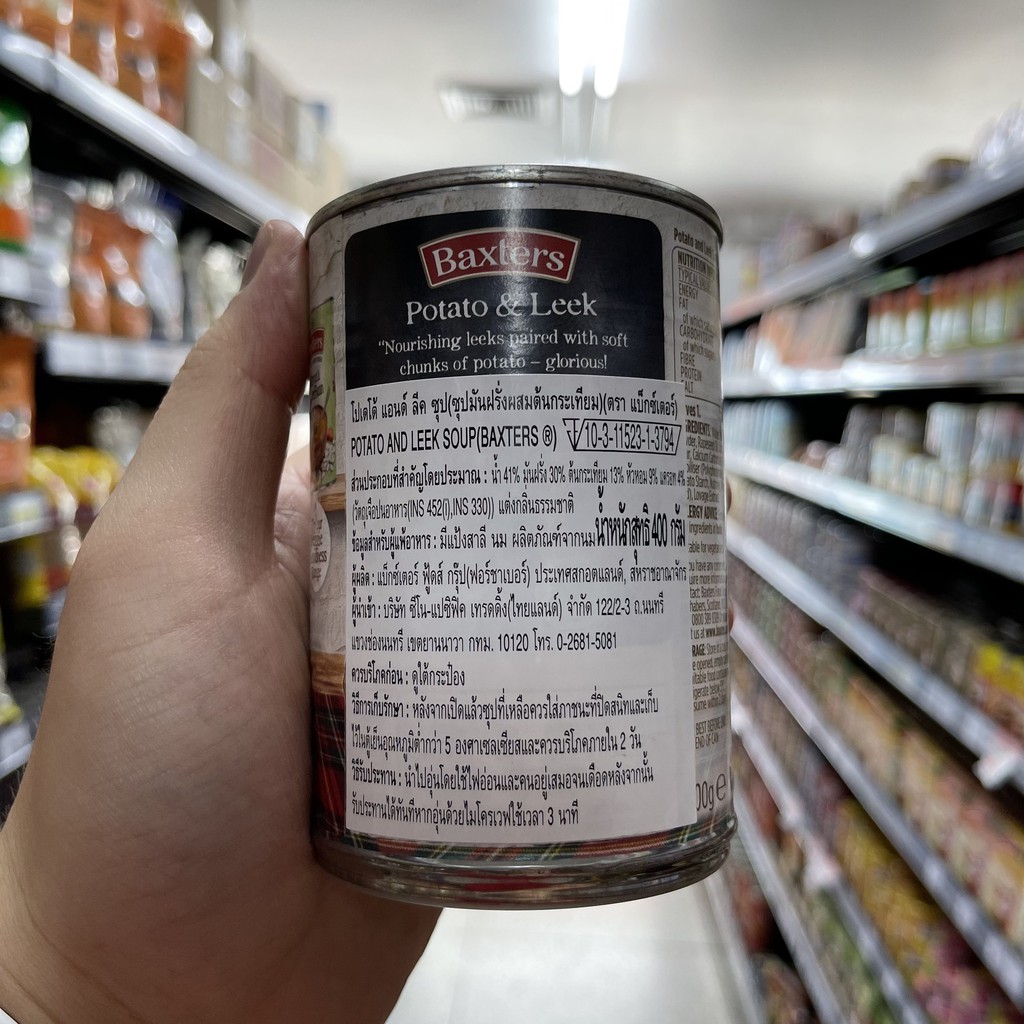 Baxters
Potato & Leek
"Nourishing leeks paired with soft
chunks of potato – glorious!
โปเตโต้ แอนด์ ลีค ซุป(ซุปมันฝรั่งผสมต้นกระเทียม)(ตรา แบ็กซ์เตอร์)
POTATO AND LEEK SOUP(BAXTERS ®) 10-3-11523-1-3794
ส่วนประกอบที่สำคัญโดยประมาณ : น้ำ 41% มันฝรั่ง 30% ต้นกระเทียม 13% หัวหอม 9% แครอท 4%
(วัตถุเจือปนอาหาร(INS 452(i),INS 330)) แต่งกลิ่นธรรมชาติ
ข้อมูลสำหรับผู้แพ้อาหาร : มีแป้งสาลี นม ผลิตภัณฑ์จากนม น้ำหนักสุทธิ 400 กรัม
ผู้ผลิต : แบ็กซ์เตอร์ ฟู้ดส์ กรุ๊ป(ฟอร์ชาเบอร์) ประเทศสกอตแลนด์, สหราชอาณาจักร
ผู้นำเข้า : บริษัท ซีโน-แปซิฟิค เทรดดิ้ง(ไทยแลนด์) จำกัด 122/2-3 ถ.นนทรี
แขวงช่องนนทรี เขตยานนาวา กทม. 10120 โทร. 0-2681-5081
ควรบริโภคก่อน : ดูใต้กระป๋อง
วิธีการเก็บรักษา : หลังจากเปิดแล้วซุปที่เหลือควรใส่ภาชนะที่ปิดสนิทและเก็บ
ไว้ในตู้เย็นอุณหภูมิต่ำกว่า 5 องศาเซลเซียสและควรบริโภคภายใน 2 วัน
วิธีรับประทาน : นำไปอุ่นโดยใช้ไฟอ่อนและคนอยู่เสมอจนเดือดหลังจากนั้น
รับประทานได้ทันทีหากอุ่นด้วยไมโครเวฟใช้เวลา 3 นาที
Potato and
NUTRITION
TYPICAL
ENERGY
FAT
of which
CARBOHYDRATE
of which
FIBRE
PROTEIN
BEST BEFORE
END OF CAN
00g e